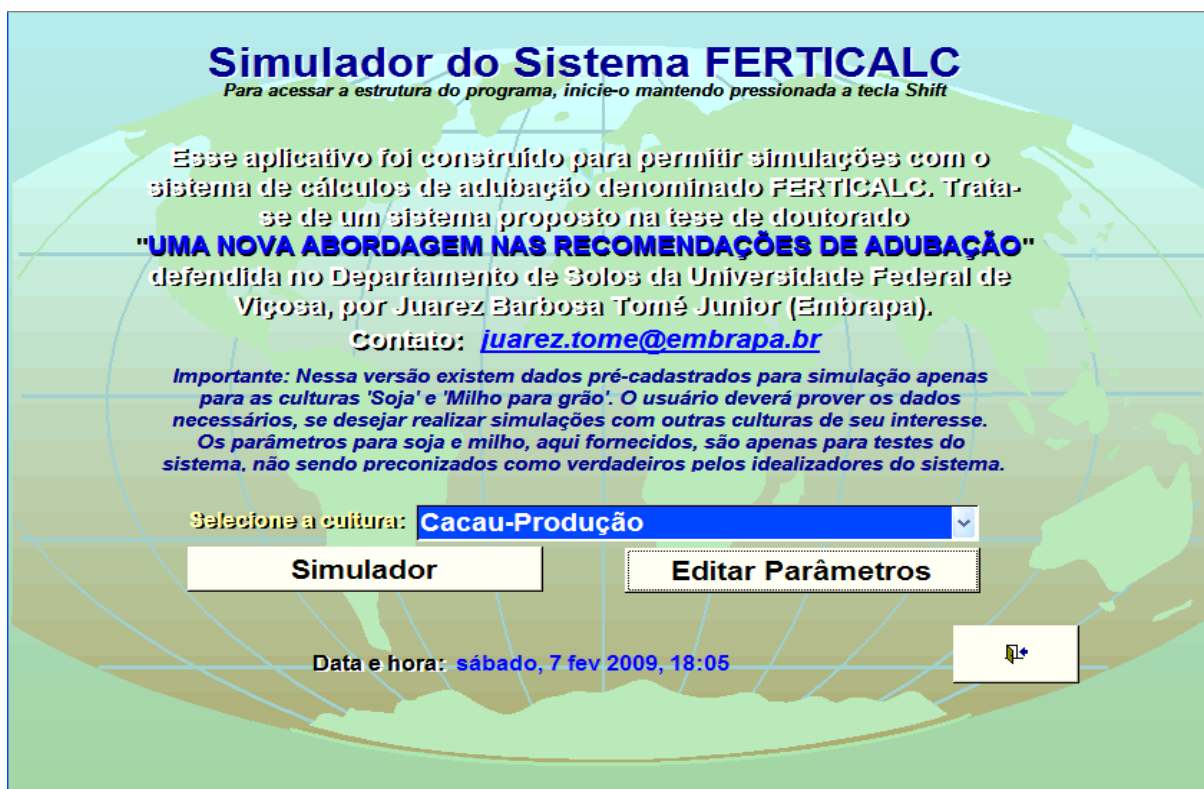 Simulador do Sistema FERTICALC
Para acessar a estrutura do programa, inicie-o mantendo pressionada a tecla Shift
Esse aplicativo foi construído para permitir simulações com o
sistema de cálculos de adubação denominado FERTICALC. Trata-
se de um sistema proposto na tese de doutorado
"UMA NOVA ABORDAGEM NAS RECOMENDAÇÕES DE ADUBAÇÃO"
defendida no Departamento de Solos da Universidade Federal de
Viçosa, por Juarez Barbosa Tomé Junior (Embrapa).
Contato: juarez.tome@embrapa.br
Importante: Nessa versão existem dados pré-cadastrados para simulação apenas
para as culturas 'Soja' e 'Milho para grão'. O usuário deverá prover os dados
necessários, se desejar realizar simulações com outras culturas de seu interesse.
Os parâmetros para soja e milho, aqui fornecidos, são apenas para testes do
sistema, não sendo preconizados como verdadeiros pelos idealizadores do sistema.
Selecione a cultura: Cacau-Produção
Simulador Editar Parâmetros
Data e hora: sábado, 7 fev 2009, 18:05